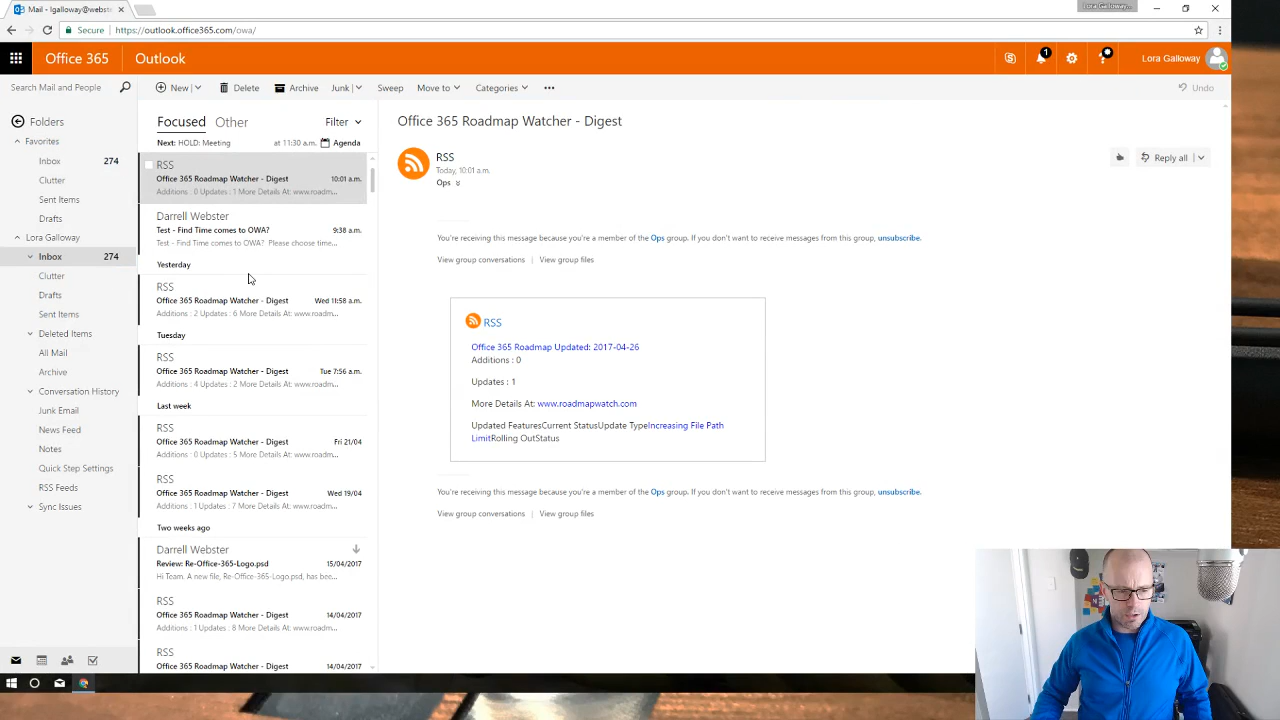 Mail - lgalloway@webste
Lora Galloway
Secure
https://outlook.office365.com/owa/
Office 365
Outlook
1
?
Lora Galloway
Search Mail and People
New
Delete
Archive
Junk
Sweep
Move to
Categories
Undo
Folders
Favorites
Inbox 274
Clutter
Sent Items
Drafts
Lora Galloway
Inbox 274
Clutter
Drafts
Sent Items
Deleted Items
All Mail
Archive
Conversation History
Junk Email
News Feed
Notes
Quick Step Settings
RSS Feeds
Sync Issues
Focused Other
Filter
Next: HOLD: Meeting at 11:30 a.m. Agenda
RSS
Office 365 Roadmap Watcher - Digest 10:01 a.m.
Additions : 0 Updates : 1 More Details At: www.roadm...
Darrell Webster
Test - Find Time comes to OWA? 9:38 a.m.
Test - Find Time comes to OWA? Please choose time...
Yesterday
RSS
Office 365 Roadmap Watcher - Digest Wed 11:58 a.m.
Additions : 2 Updates : 6 More Details At: www.roadm...
Tuesday
RSS
Office 365 Roadmap Watcher - Digest Tue 7:56 a.m.
Additions : 4 Updates : 2 More Details At: www.roadm...
Last week
RSS
Office 365 Roadmap Watcher - Digest Fri 21/04
Additions : 0 Updates : 5 More Details At: www.roadm...
RSS
Office 365 Roadmap Watcher - Digest Wed 19/04
Additions : 1 Updates : 7 More Details At: www.roadm...
Two weeks ago
Darrell Webster
Review: Re-Office-365-Logo.psd 15/04/2017
Hi Team. A new file, Re-Office-365-Logo.psd, has bee...
RSS
Office 365 Roadmap Watcher - Digest 14/04/2017
Additions : 1 Updates : 8 More Details At: www.roadm...
RSS
Office 365 Roadmap Watcher - Digest 14/04/2017
Office 365 Roadmap Watcher - Digest
RSS
Today, 10:01 a.m.
Ops
Reply all
You're receiving this message because you're a member of the Ops group. If you don't want to receive messages from this group, unsubscribe.
View group conversations | View group files
RSS
Office 365 Roadmap Updated: 2017-04-26
Additions : 0
Updates : 1
More Details At: www.roadmapwatch.com
Updated FeaturesCurrent StatusUpdate TypeIncreasing File Path
LimitRolling OutStatus
You're receiving this message because you're a member of the Ops group. If you don't want to receive messages from this group, unsubscribe.
View group conversations | View group files